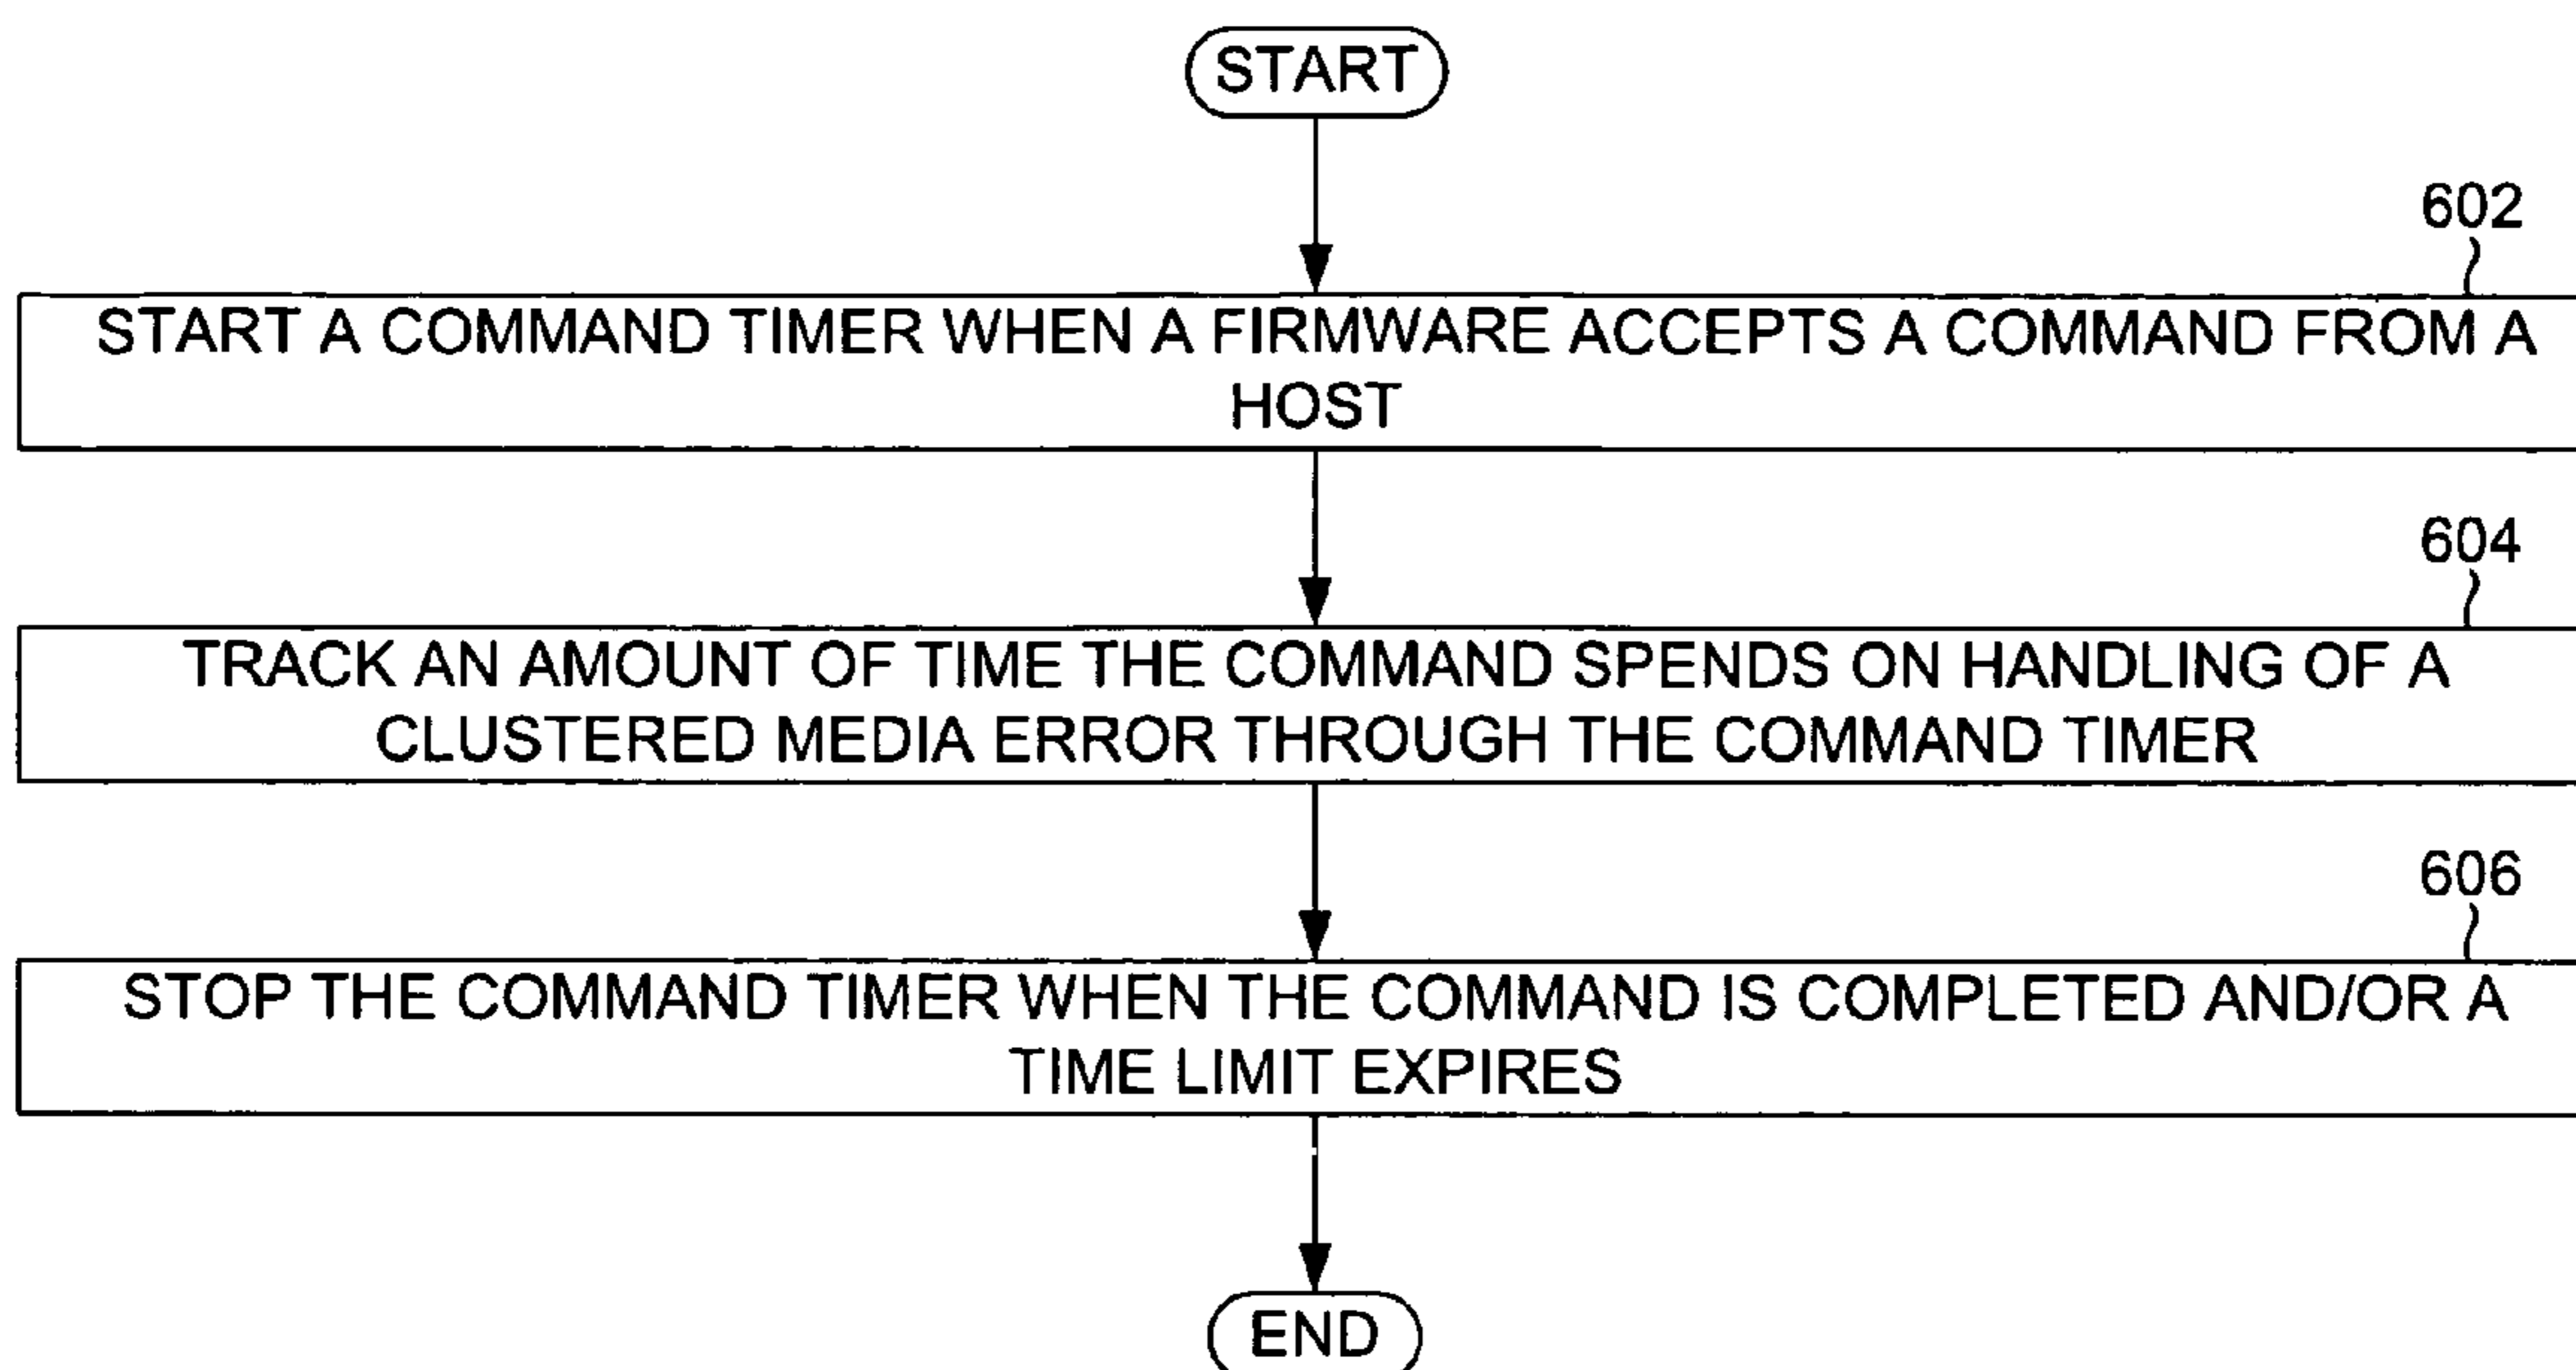 START
602
START A COMMAND TIMER WHEN A FIRMWARE ACCEPTS A COMMAND FROM A
HOST
604
TRACK AN AMOUNT OF TIME THE COMMAND SPENDS ON HANDLING OF A
CLUSTERED MEDIA ERROR THROUGH THE COMMAND TIMER
606
STOP THE COMMAND TIMER WHEN THE COMMAND IS COMPLETED AND/OR A
TIME LIMIT EXPIRES
END